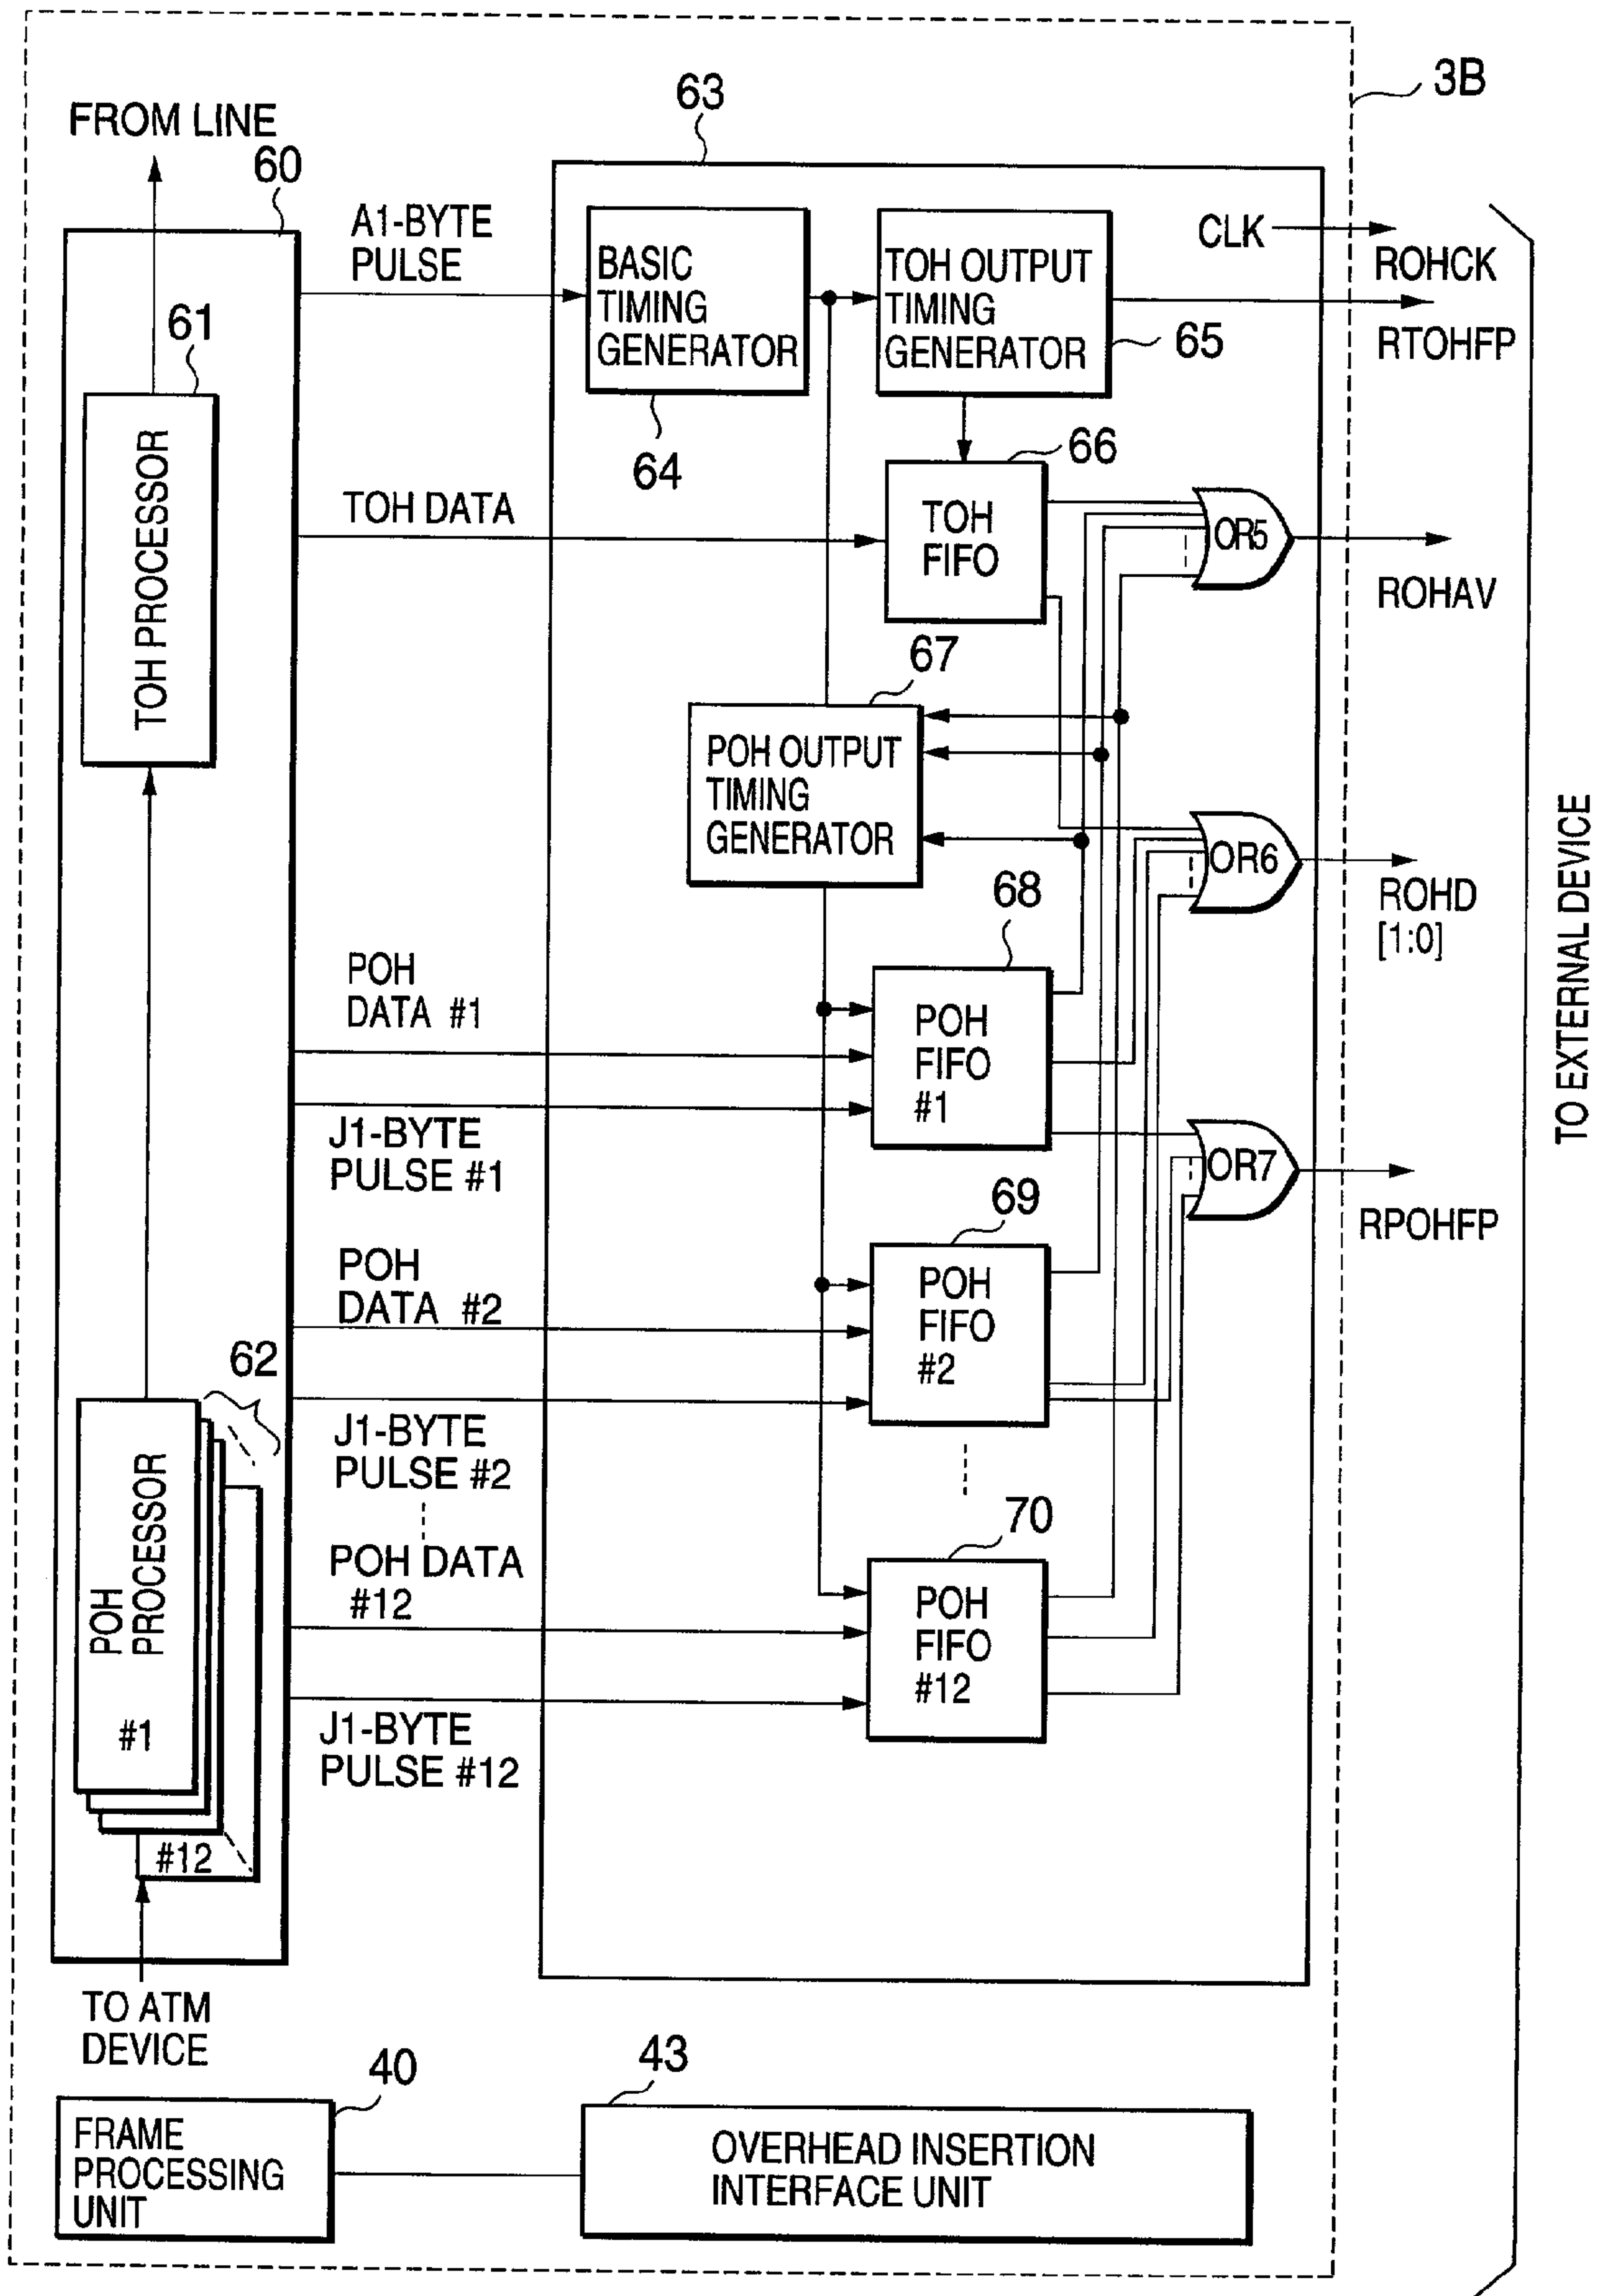 3B
63
FROM LINE
60
A1-BYTE
PULSE
BASIC
TIMING
GENERATOR
TOH OUTPUT
TIMING
GENERATOR
CLK
ROHCK
RTOHFP
61
65
64
66
TOH PROCESSOR
TOH DATA
TOH
FIFO
OR5
ROHAV
67
POH OUTPUT
TIMING
GENERATOR
OR6
ROHD
[1:0]
TO EXTERNAL DEVICE
68
POH
DATA #1
POH
FIFO
#1
J1-BYTE
PULSE #1
OR7
RPOHFP
69
POH
DATA #2
POH
FIFO
#2
62
J1-BYTE
PULSE #2
70
POH DATA
#12
POH
FIFO
#12
POH
PROCESSOR
#1
J1-BYTE
PULSE #12
#12
TO ATM
DEVICE
40
43
FRAME
PROCESSING
UNIT
OVERHEAD INSERTION
INTERFACE UNIT